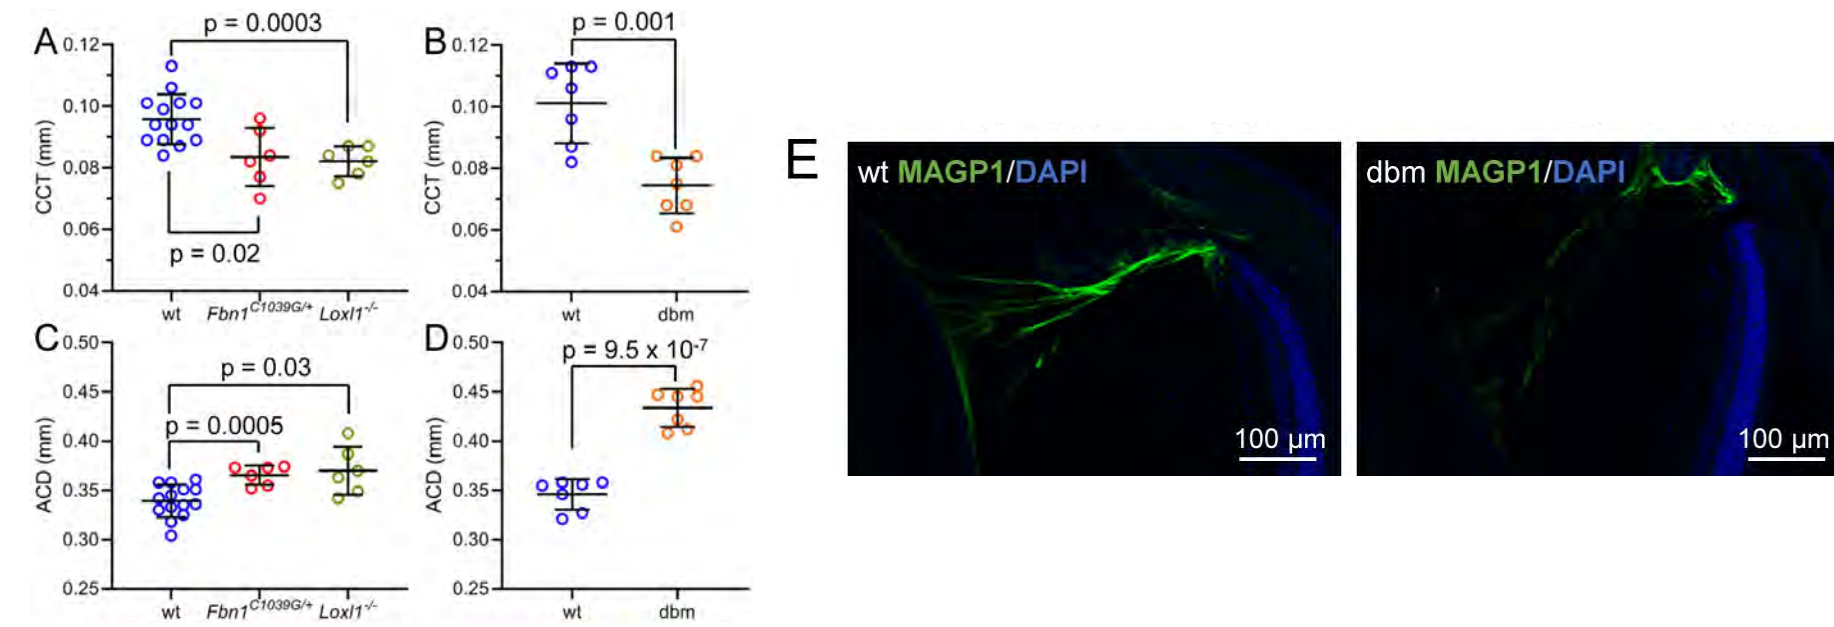 A
p = 0.0003
0.12
0.10
0.08
0.06
0.04
CCT (mm)
p = 0.02
wt Fbn1^C1039G/+ Loxl1^-/-
B
p = 0.001
0.12
0.10
0.08
0.06
0.04
CCT (mm)
wt dbm
C
0.50
0.45
0.40
0.35
0.30
0.25
ACD (mm)
p = 0.03
p = 0.0005
wt Fbn1^C1039G/+ Loxl1^-/-
D
0.50
0.45
0.40
0.35
0.30
0.25
ACD (mm)
p = 9.5 x 10^-7
wt dbm
E
wt MAGP1/DAPI
100 µm
dbm MAGP1/DAPI
100 µm